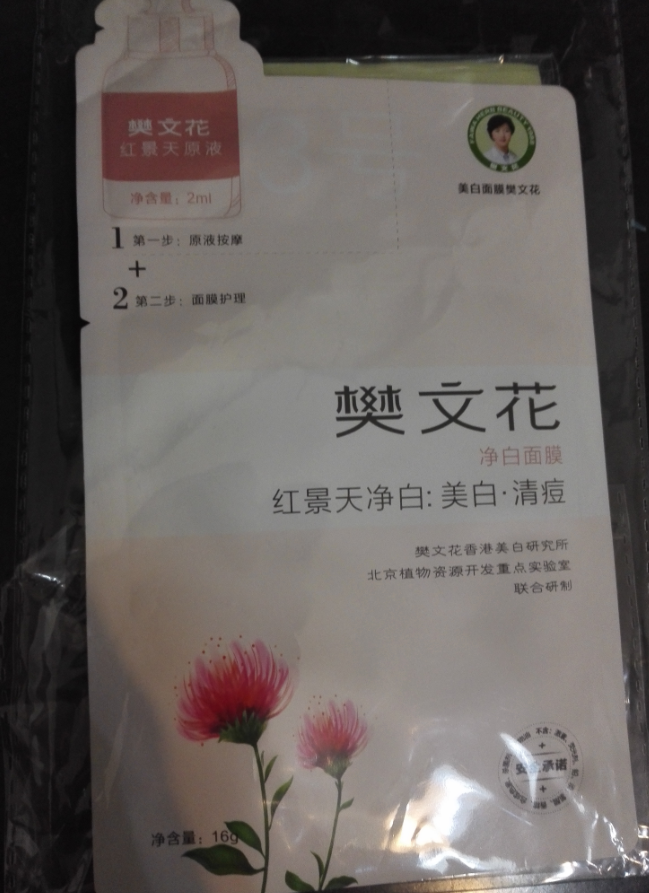 樊文花
红景天原液
净含量：2ml
美白面膜樊文花
1 第一步：原液按摩
+
2 第二步：面膜护理
樊文花
净白面膜
红景天净白: 美白·清痘
樊文花香港美白研究所
北京植物资源开发重点实验室
联合研制
安全承诺
净含量：16g